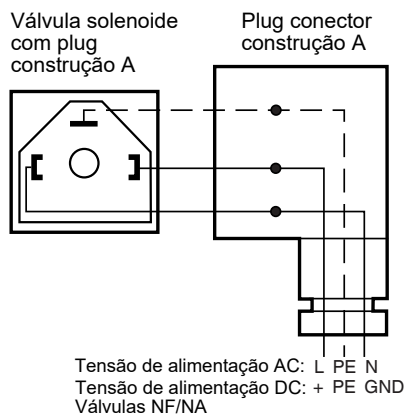 Válvula solenoide
com plug
construção A
Plug conector
construção A
Tensão de alimentação AC: L PE N
Tensão de alimentação DC: + PE GND
Válvulas NF/NA